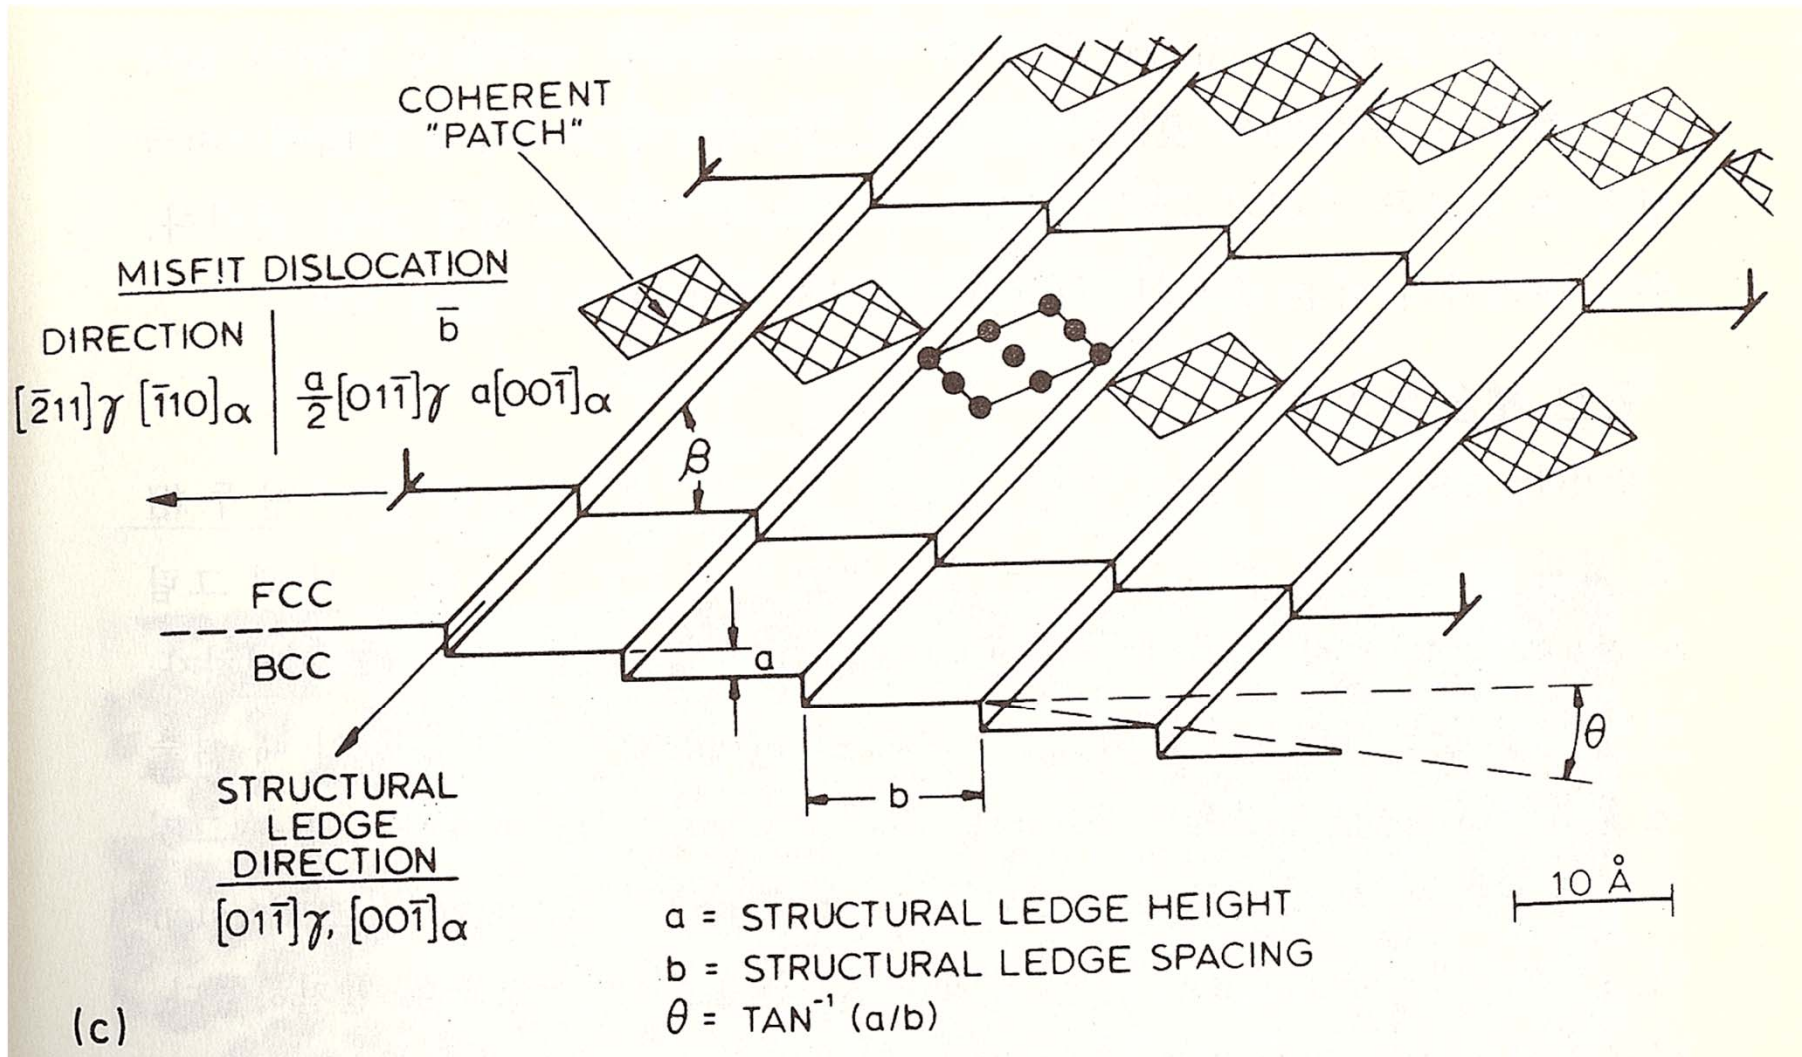 COHERENT
"PATCH"
MISFIT DISLOCATION
DIRECTION b̄
[2̄11]γ [1̄10]α a/2[011̄]γ a[001̄]α
β
FCC
BCC
a
θ
b
STRUCTURAL
LEDGE
DIRECTION
[011̄]γ, [001̄]α
10 Å
a = STRUCTURAL LEDGE HEIGHT
b = STRUCTURAL LEDGE SPACING
θ = TAN⁻¹ (a/b)
(c)